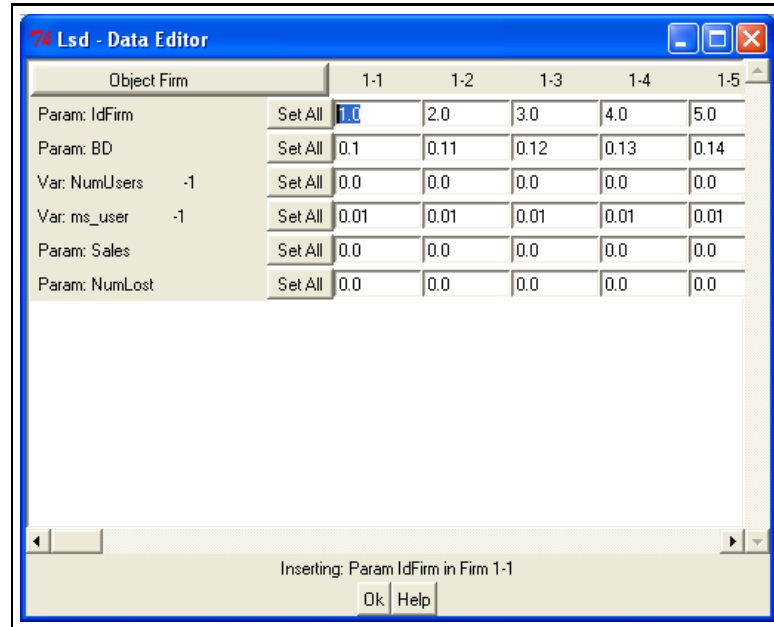 7% Lsd - Data Editor
Object Firm 1-1 1-2 1-3 1-4 1-5
Param: IdFirm Set All 1.0 2.0 3.0 4.0 5.0
Param: BD Set All 0.1 0.11 0.12 0.13 0.14
Var: NumUsers -1 Set All 0.0 0.0 0.0 0.0 0.0
Var: ms_user -1 Set All 0.01 0.01 0.01 0.01 0.01
Param: Sales Set All 0.0 0.0 0.0 0.0 0.0
Param: NumLost Set All 0.0 0.0 0.0 0.0 0.0
Inserting: Param IdFirm in Firm 1-1
Ok Help